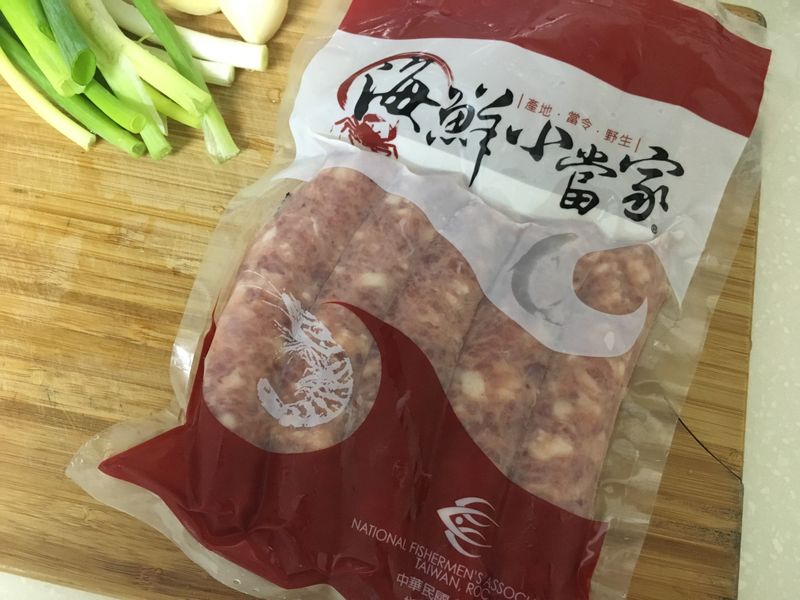 產地·當令·野生
海鮮小當家
NATIONAL FISHERMEN'S ASSOC
TAIWAN, ROC
中華民國